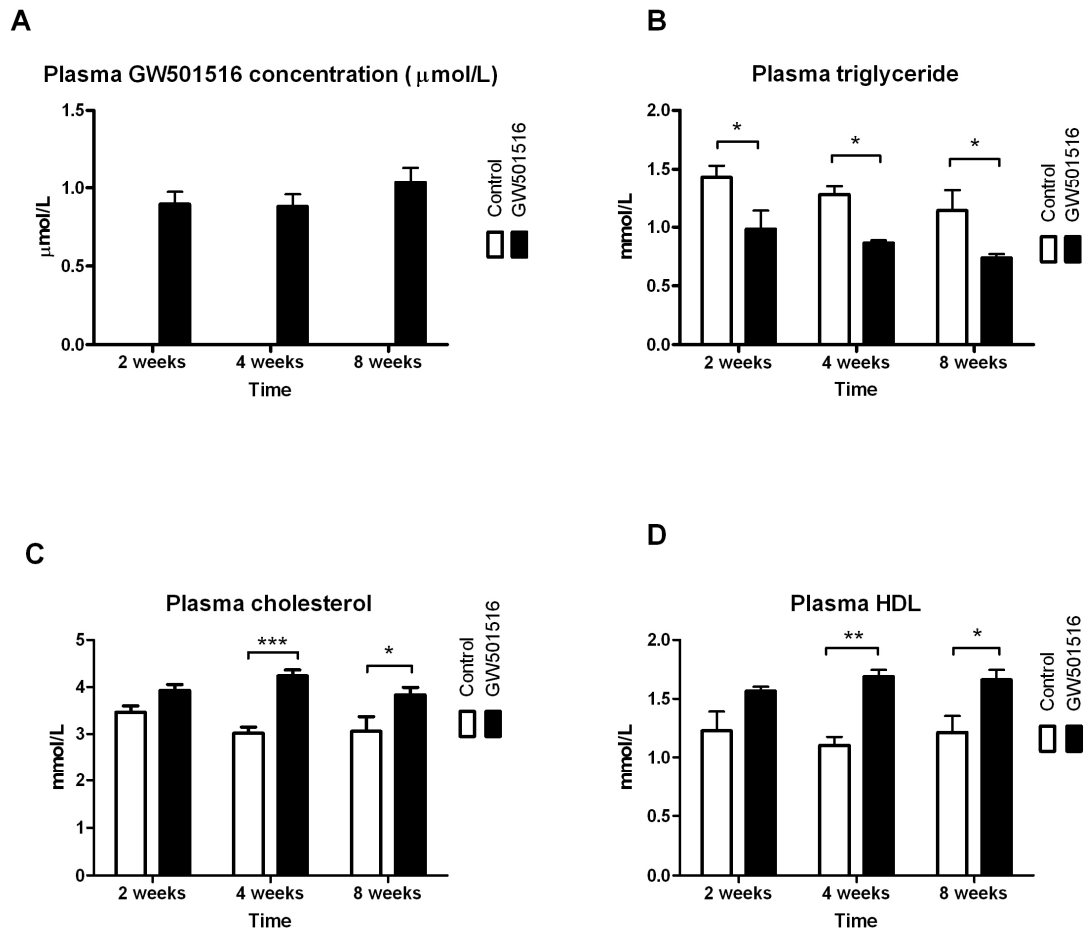 A
Plasma GW501516 concentration ( μmol/L)
1.5
1.0
0.5
0.0
μmol/L
2 weeks 4 weeks 8 weeks
Time
Control
GW501516
B
Plasma triglyceride
2.0
1.5
1.0
0.5
0.0
mmol/L
* * *
2 weeks 4 weeks 8 weeks
Time
Control
GW501516
C
Plasma cholesterol
5
4
3
2
1
0
mmol/L
*** *
2 weeks 4 weeks 8 weeks
Time
Control
GW501516
D
Plasma HDL
2.0
1.5
1.0
0.5
0.0
mmol/L
** *
2 weeks 4 weeks 8 weeks
Time
Control
GW501516